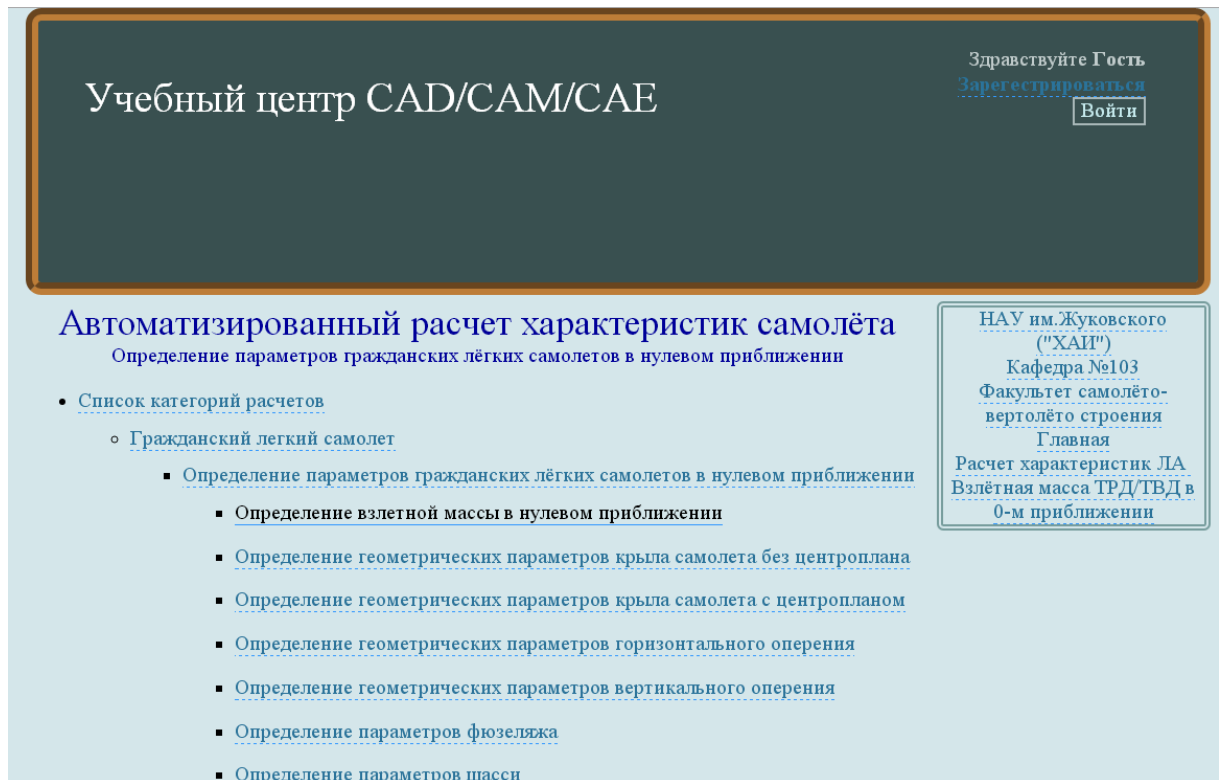 Учебный центр CAD/CAM/CAE
Здравствуйте Гость
Зарегестрироваться
Войти
Автоматизированный расчет характеристик самолёта
Определение параметров гражданских лёгких самолетов в нулевом приближении
Список категорий расчетов
Гражданский легкий самолет
Определение параметров гражданских лёгких самолетов в нулевом приближении
Определение взлетной массы в нулевом приближении
Определение геометрических параметров крыла самолета без центроплана
Определение геометрических параметров крыла самолета с центропланом
Определение геометрических параметров горизонтального оперения
Определение геометрических параметров вертикального оперения
Определение параметров фюзеляжа
Определение параметров шасси
НАУ им.Жуковского
("ХАИ")
Кафедра №103
Факультет самолёто-
вертолёто строения
Главная
Расчет характеристик ЛА
Взлётная масса ТРД/ТВД в
0-м приближении